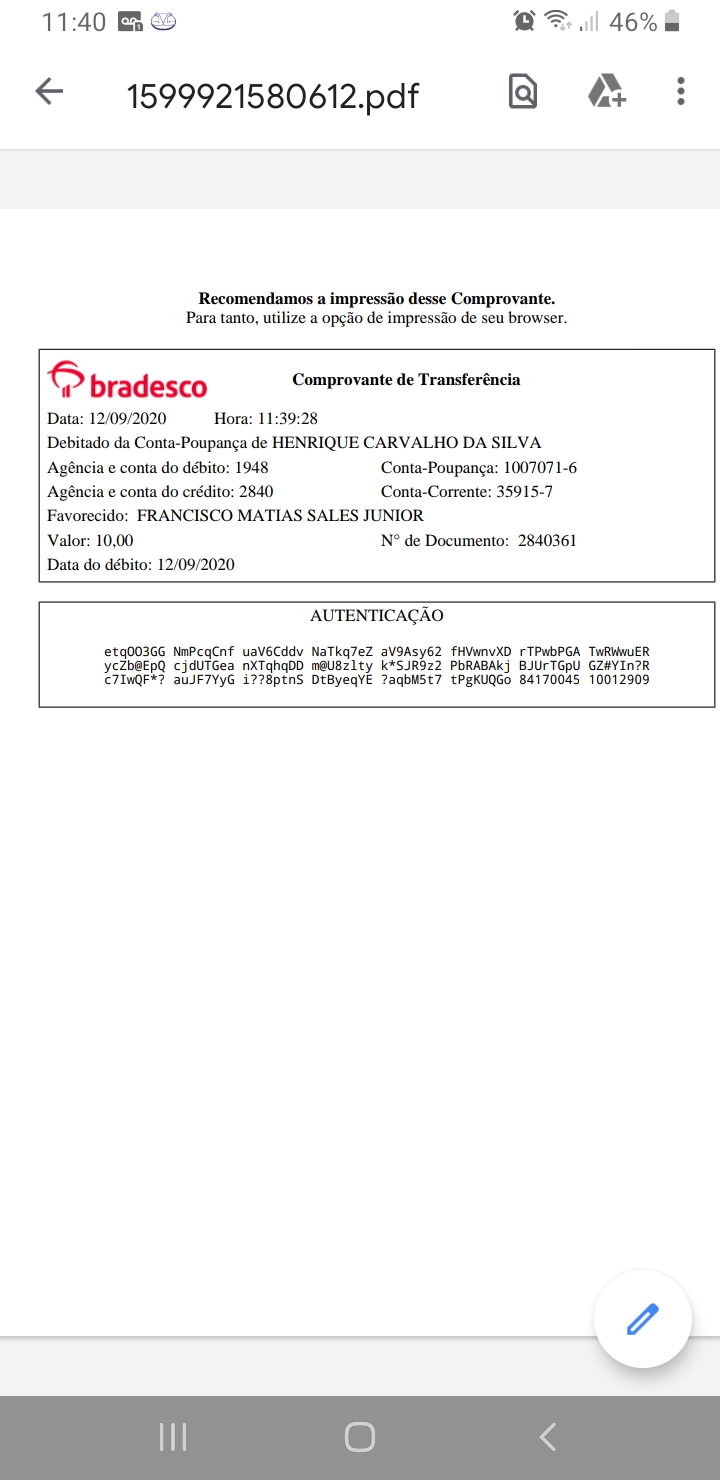 11:40 46%
1599921580612.pdf
Recomendamos a impressão desse Comprovante.
Para tanto, utilize a opção de impressão de seu browser.
bradesco Comprovante de Transferência
Data: 12/09/2020 Hora: 11:39:28
Debitado da Conta-Poupança de HENRIQUE CARVALHO DA SILVA
Agência e conta do débito: 1948 Conta-Poupança: 1007071-6
Agência e conta do crédito: 2840 Conta-Corrente: 35915-7
Favorecido: FRANCISCO MATIAS SALES JUNIOR
Valor: 10,00 N° de Documento: 2840361
Data do débito: 12/09/2020
AUTENTICAÇÃO
etqOO3GG NmPcqCnf uaV6Cddv NaTkq7eZ aV9Asy62 fHVwnvXD rTPwbPGA TwRWwuER
ycZb@EpQ cjdUTGea nXTqhqDD m@U8zlty k*SJR9z2 PbRABAkj BJUrTGpU GZ#YIn?R
c7IwQF*? auJF7YyG i??8ptnS DtByeqYE ?aqbM5t7 tPgKUQGo 84170045 10012909